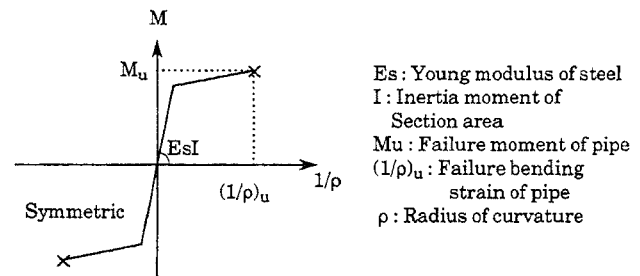 M
Mu
EsI
(1/ρ)u
1/ρ
Symmetric
Es : Young modulus of steel
I : Inertia moment of
Section area
Mu : Failure moment of pipe
(1/ρ)u : Failure bending
strain of pipe
ρ : Radius of curvature